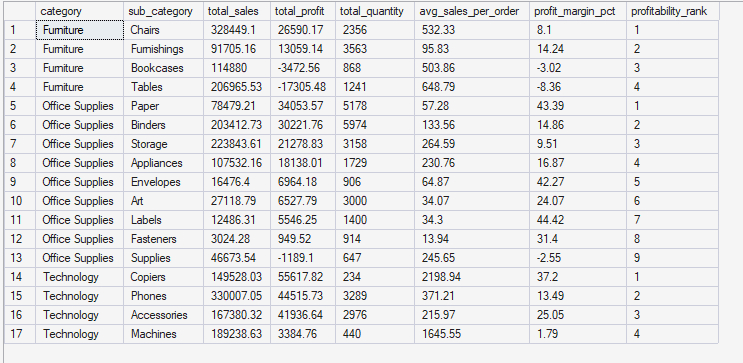 category sub_category total_sales total_profit total_quantity avg_sales_per_order profit_margin_pct profitability_rank
1 Furniture Chairs 328449.1 26590.17 2356 532.33 8.1 1
2 Furniture Furnishings 91705.16 13059.14 3563 95.83 14.24 2
3 Furniture Bookcases 114880 -3472.56 868 503.86 -3.02 3
4 Furniture Tables 206965.53 -17305.48 1241 648.79 -8.36 4
5 Office Supplies Paper 78479.21 34053.57 5178 57.28 43.39 1
6 Office Supplies Binders 203412.73 30221.76 5974 133.56 14.86 2
7 Office Supplies Storage 223843.61 21278.83 3158 264.59 9.51 3
8 Office Supplies Appliances 107532.16 18138.01 1729 230.76 16.87 4
9 Office Supplies Envelopes 16476.4 6964.18 906 64.87 42.27 5
10 Office Supplies Art 27118.79 6527.79 3000 34.07 24.07 6
11 Office Supplies Labels 12486.31 5546.25 1400 34.3 44.42 7
12 Office Supplies Fasteners 3024.28 949.52 914 13.94 31.4 8
13 Office Supplies Supplies 46673.54 -1189.1 647 245.65 -2.55 9
14 Technology Copiers 149528.03 55617.82 234 2198.94 37.2 1
15 Technology Phones 330007.05 44515.73 3289 371.21 13.49 2
16 Technology Accessories 167380.32 41936.64 2976 215.97 25.05 3
17 Technology Machines 189238.63 3384.76 440 1645.55 1.79 4